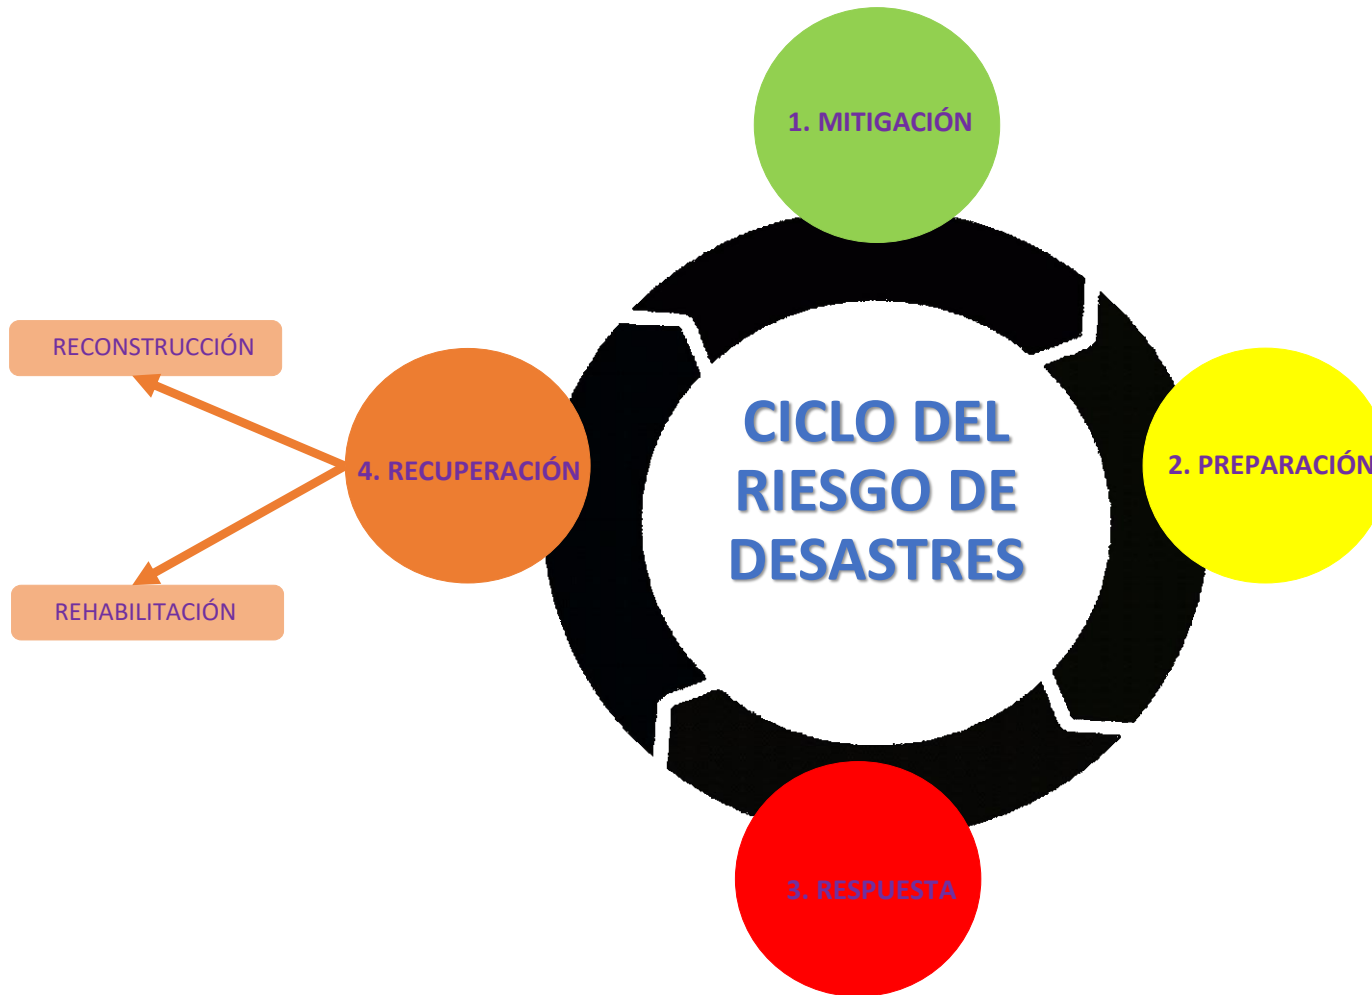 1. MITIGACIÓN
RECONSTRUCCIÓN
CICLO DEL
RIESGO DE
DESASTRES
4. RECUPERACIÓN
2. PREPARACIÓN
REHABILITACIÓN
3. RESPUESTA